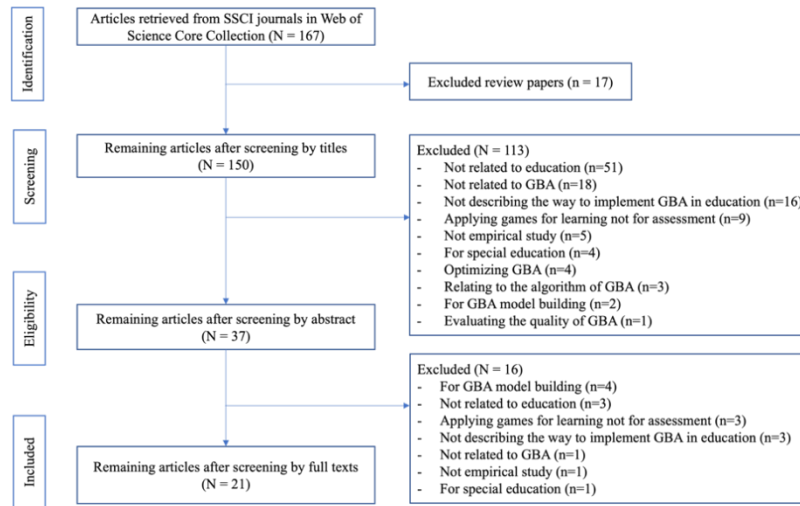 Identification
Articles retrieved from SSCI journals in Web of
Science Core Collection (N = 167)
Excluded review papers (n = 17)
Screening
Remaining articles after screening by titles
(N = 150)
Excluded (N = 113)
- Not related to education (n=51)
- Not related to GBA (n=18)
- Not describing the way to implement GBA in education (n=16)
- Applying games for learning not for assessment (n=9)
- Not empirical study (n=5)
- For special education (n=4)
- Optimizing GBA (n=4)
- Relating to the algorithm of GBA (n=3)
- For GBA model building (n=2)
- Evaluating the quality of GBA (n=1)
Eligibility
Remaining articles after screening by abstract
(N = 37)
Excluded (N = 16)
- For GBA model building (n=4)
- Not related to education (n=3)
- Applying games for learning not for assessment (n=3)
- Not describing the way to implement GBA in education (n=3)
- Not related to GBA (n=1)
- Not empirical study (n=1)
- For special education (n=1)
Included
Remaining articles after screening by full texts
(N = 21)